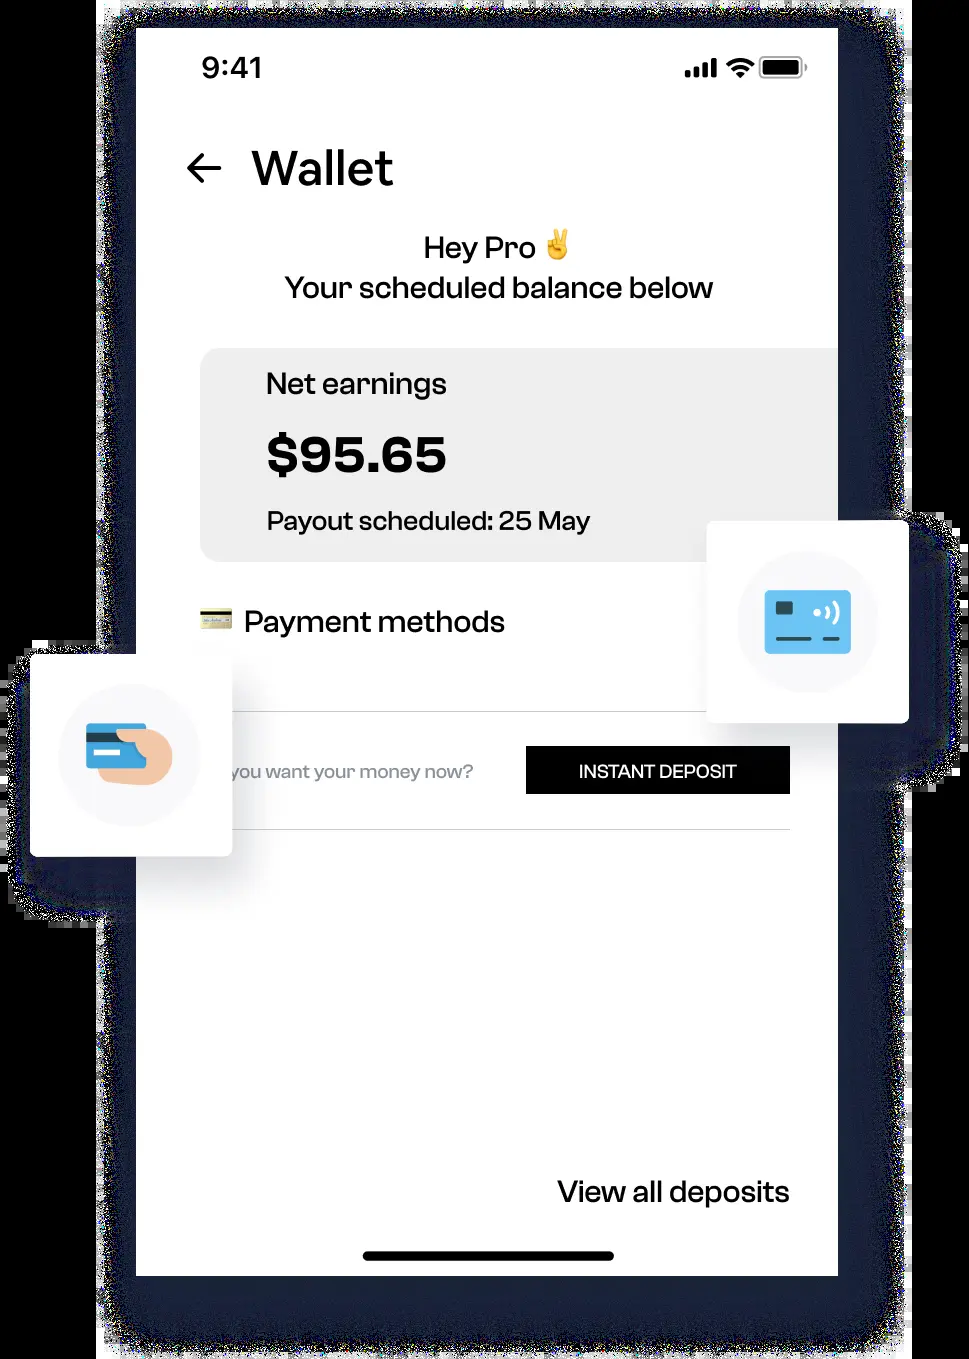 9:41
Wallet
Hey Pro ✌️
Your scheduled balance below
Net earnings
$95.65
Payout scheduled: 25 May
Payment methods
you want your money now?
INSTANT DEPOSIT
View all deposits